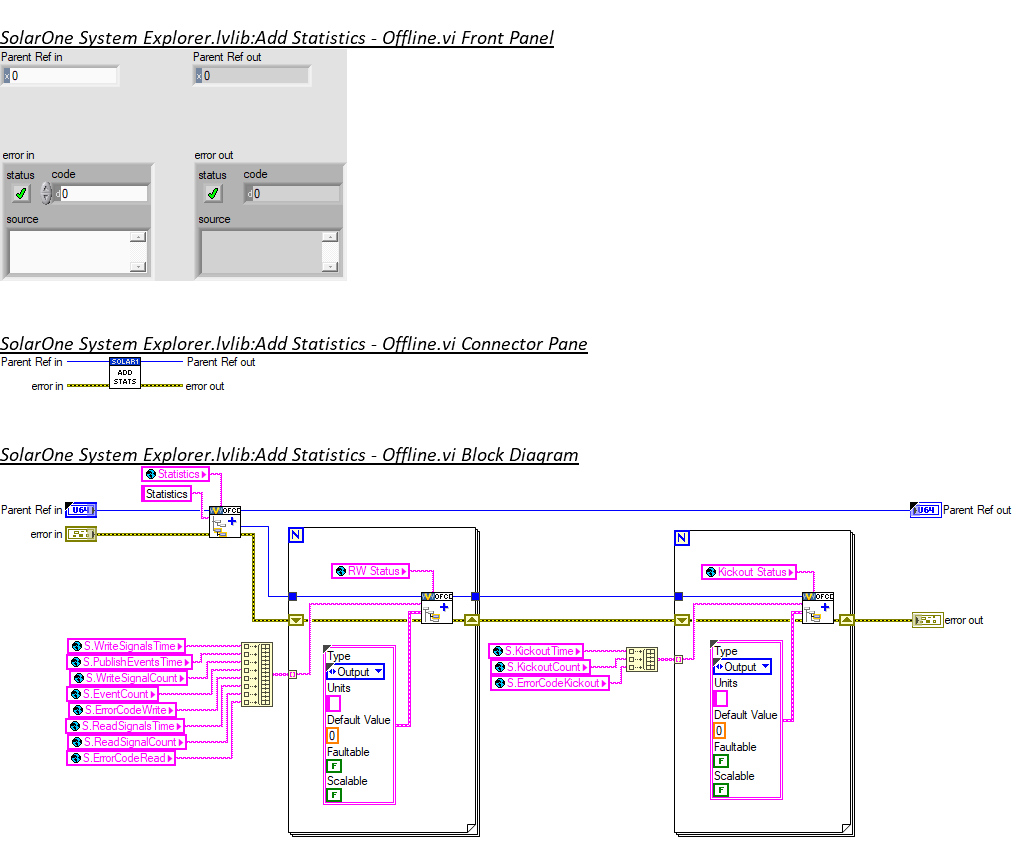 SolarOne System Explorer.lvlib:Add Statistics - Offline.vi Front Panel
Parent Ref in
Parent Ref out
x 0
x 0
error in
error out
status
code
status
code
d 0
d 0
source
source
SolarOne System Explorer.lvlib:Add Statistics - Offline.vi Connector Pane
Parent Ref in
SOLAR1
Parent Ref out
ADD
error in
STATS
error out
SolarOne System Explorer.lvlib:Add Statistics - Offline.vi Block Diagram
Statistics
Statistics
Parent Ref in
U64
U64
Parent Ref out
error in
N
N
RW Status
Kickout Status
error out
S.WriteSignalsTime
S.PublishEventsTime
S.WriteSignalCount
S.EventCount
S.ErrorCodeWrite
S.ReadSignalsTime
S.ReadSignalCount
S.ErrorCodeRead
Type
Output
Units
Default Value
0
Faultable
F
Scalable
F
S.KickoutTime
S.KickoutCount
S.ErrorCodeKickout
Type
Output
Units
Default Value
0
Faultable
F
Scalable
F